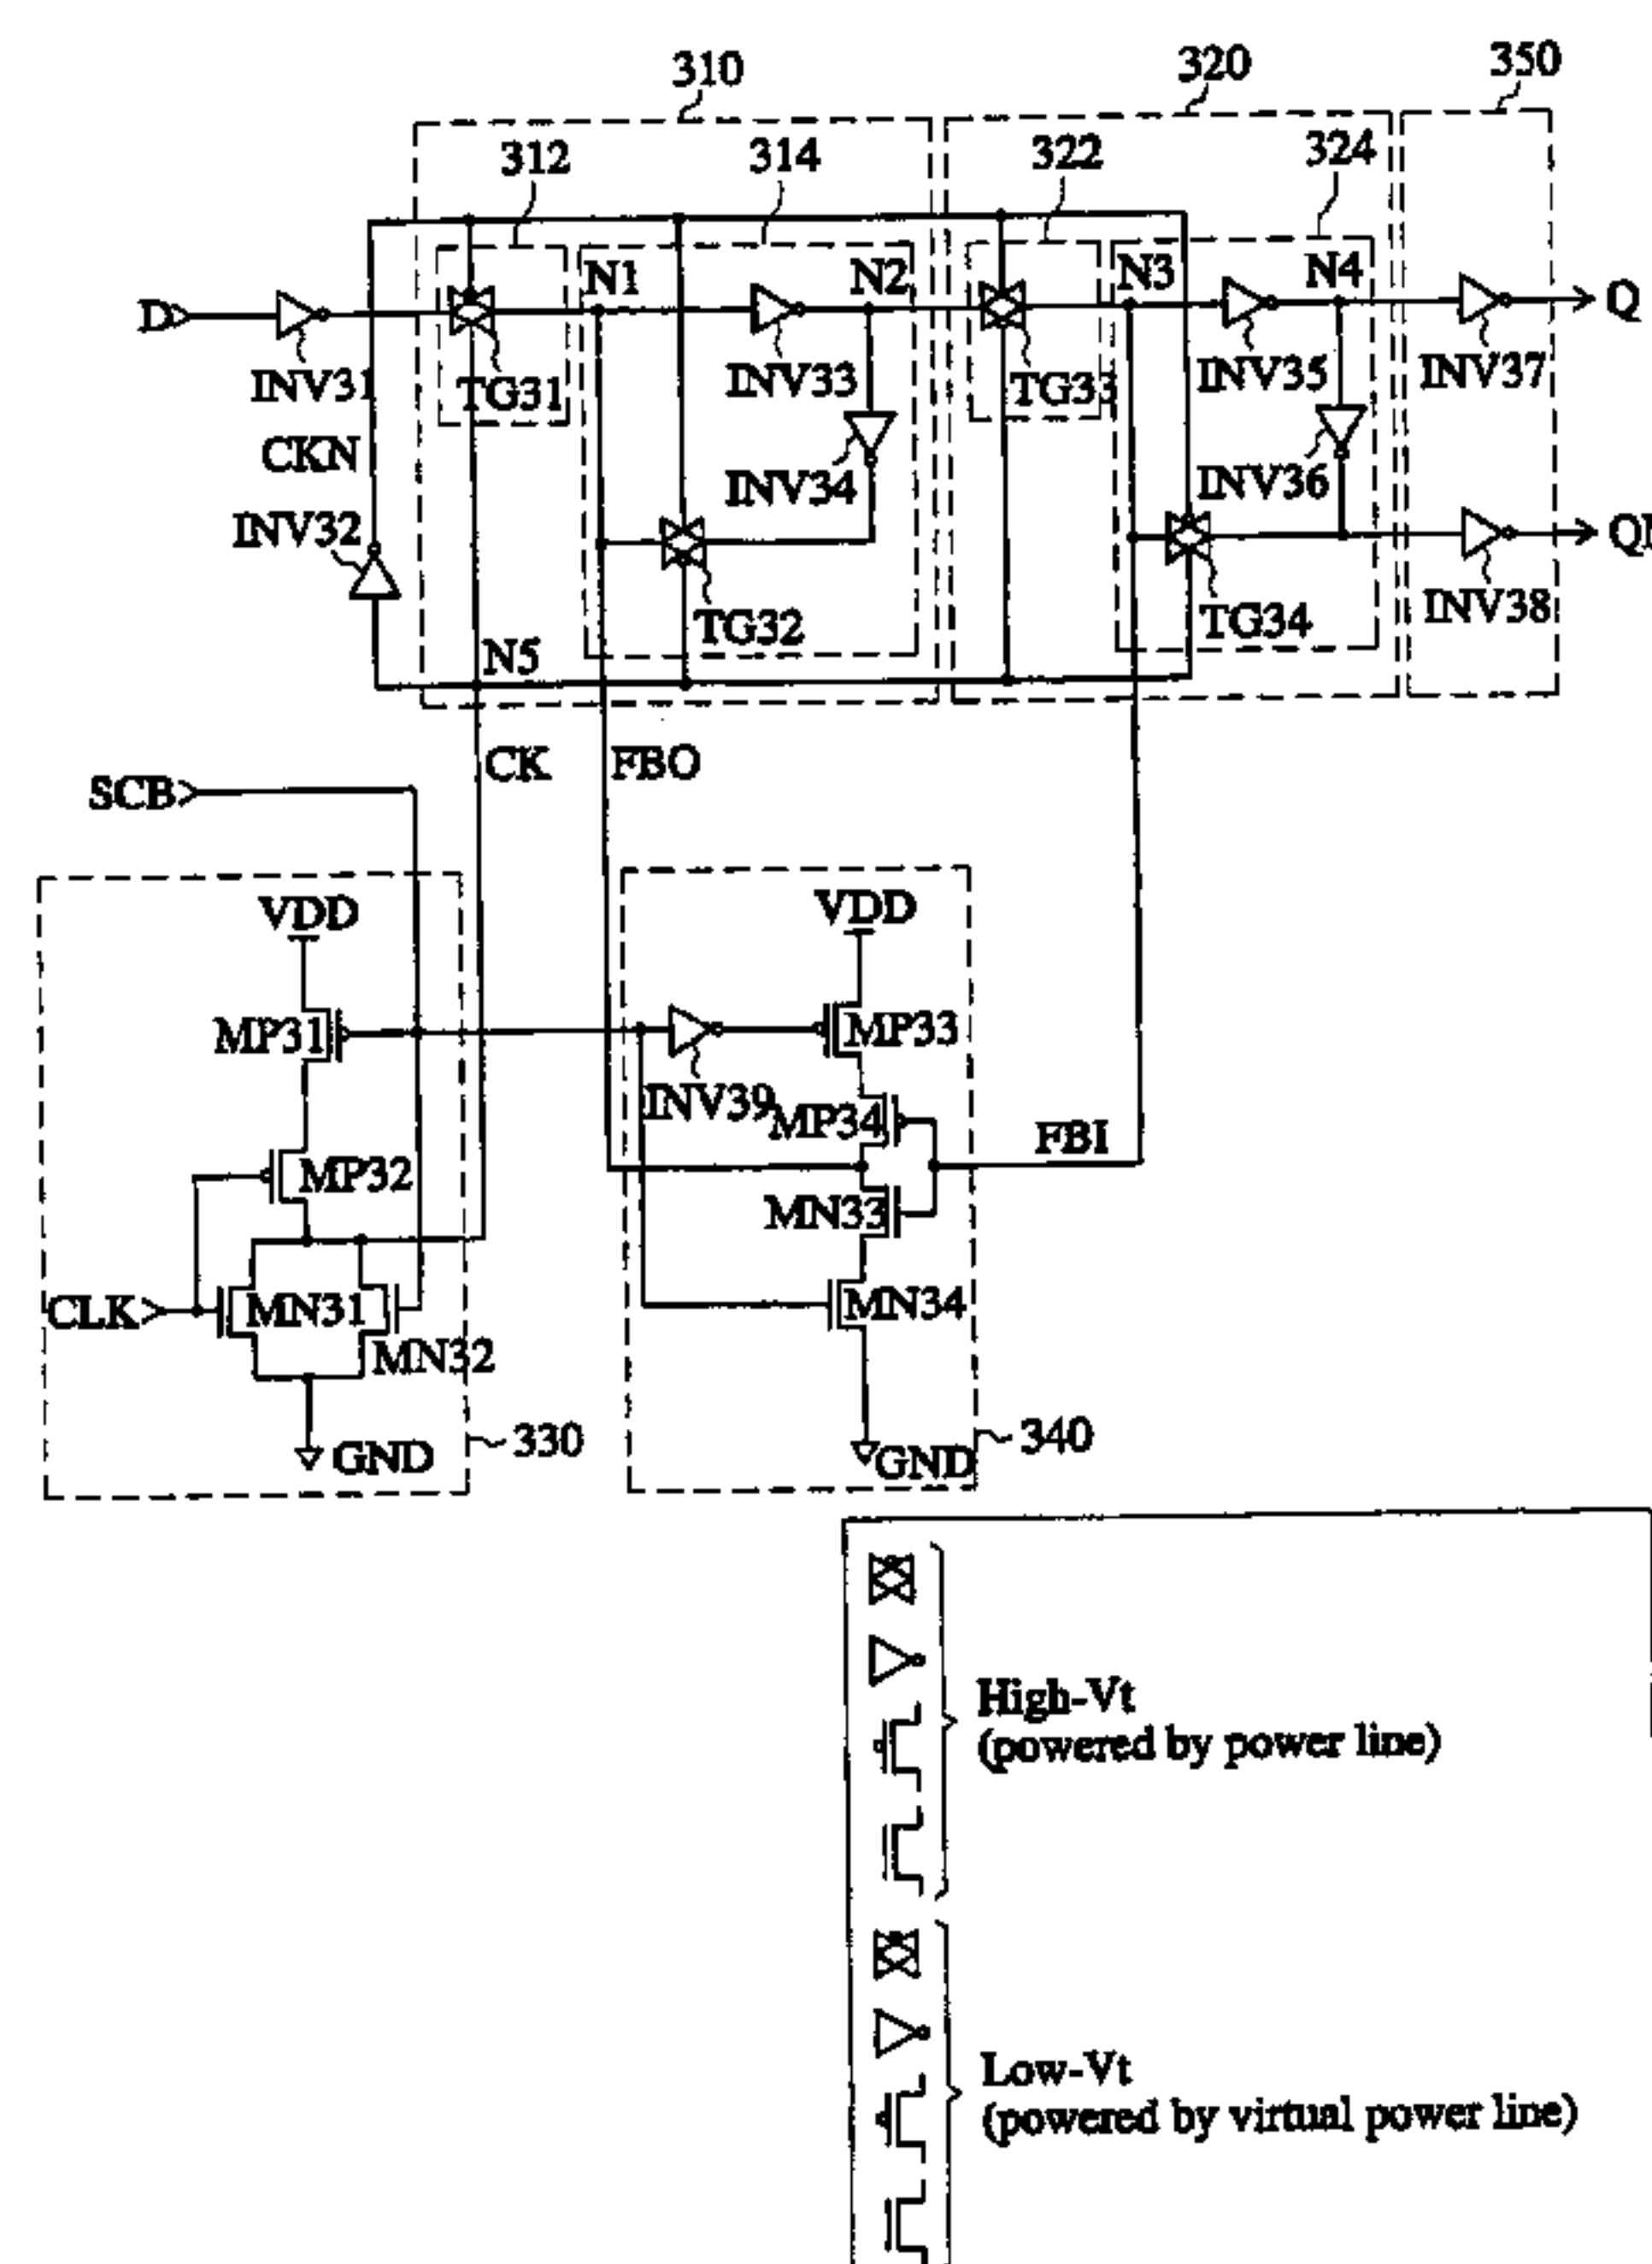 310
320
350
312
314
322
324
N1
N2
N3
N4
D
Q
INV31
TG31
INV33
TG33
INV35
INV37
CKN
INV34
INV36
INV32
TG32
TG34
INV38
N5
CK
FBO
SCB
VDD
VDD
MP31
MP33
INV39
MP34
FBI
MP32
MN33
CLK
MN31
MN34
MN32
330
340
GND
GND
High-Vt
(powered by power line)
Low-Vt
(powered by virtual power line)